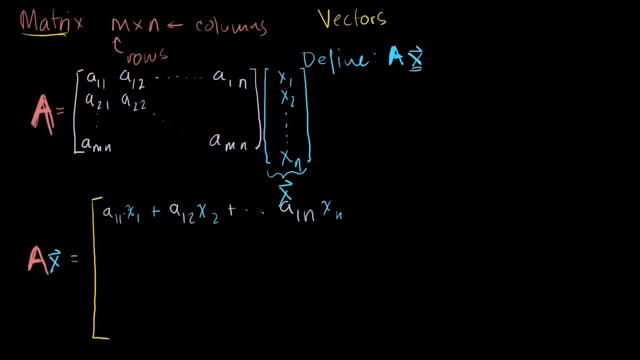 Matrix m×n ← columns Vectors
rows
Define: A x⃗
A = [ a11 a12 ...... a1n ] [ x1 ]
a21 a22 x2
⋮ ⋱ ⋮
amn amn xn
x⃗
a11x1 + a12x2 + ... a1n xn
Ax⃗ = [